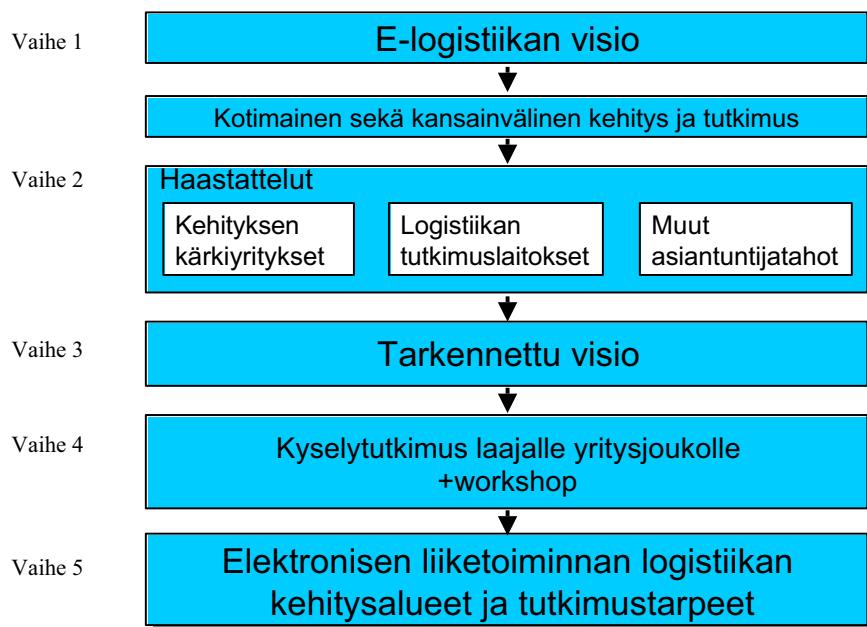 Vaihe 1
E-logistiikan visio
Kotimainen sekä kansainvälinen kehitys ja tutkimus
Vaihe 2
Haastattelut
Kehityksen
kärkiyritykset
Logistiikan
tutkimuslaitokset
Muut
asiantuntijatahot
Vaihe 3
Tarkennettu visio
Vaihe 4
Kyselytutkimus laajalle yritysjoukolle
+workshop
Vaihe 5
Elektronisen liiketoiminnan logistiikan
kehitysalueet ja tutkimustarpeet